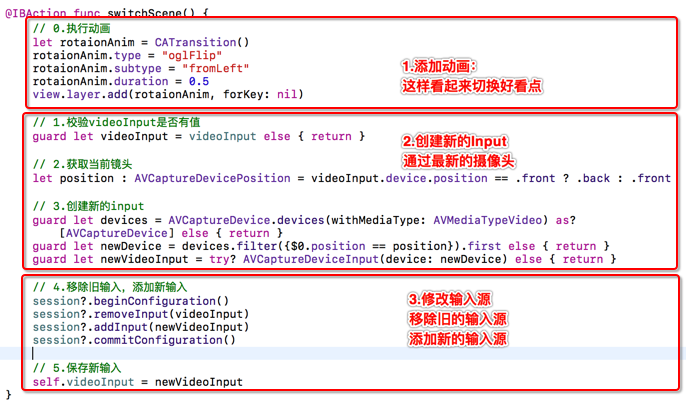 @IBAction func switchScene() {
// 0.执行动画
let rotaionAnim = CATransition()
rotaionAnim.type = "oglFlip"
rotaionAnim.subtype = "fromLeft"
rotaionAnim.duration = 0.5
view.layer.add(rotaionAnim, forKey: nil)
1.添加动画：
这样看起来切换好看点
// 1.校验videoInput是否有值
guard let videoInput = videoInput else { return }
// 2.获取当前镜头
let position : AVCaptureDevicePosition = videoInput.device.position == .front ? .back : .front
// 3.创建新的input
guard let devices = AVCaptureDevice.devices(withMediaType: AVMediaTypeVideo) as?
[AVCaptureDevice] else { return }
guard let newDevice = devices.filter({$0.position == position}).first else { return }
guard let newVideoInput = try? AVCaptureDeviceInput(device: newDevice) else { return }
2.创建新的Input
通过最新的摄像头
// 4.移除旧输入，添加新输入
session?.beginConfiguration()
session?.removeInput(videoInput)
session?.addInput(newVideoInput)
session?.commitConfiguration()
// 5.保存新输入
self.videoInput = newVideoInput
3.修改输入源
移除旧的输入源
添加新的输入源
}